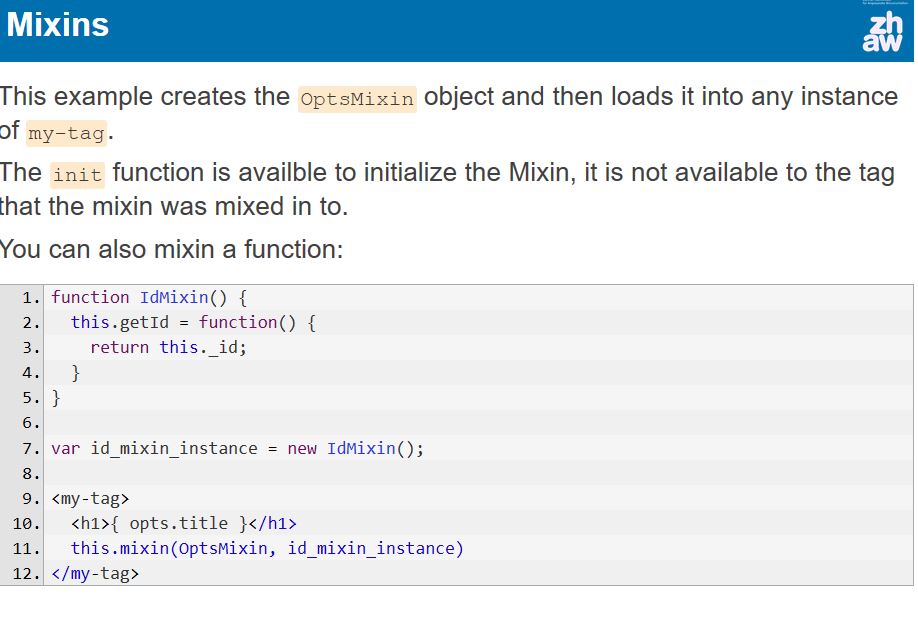 Mixins
zh
aw
This example creates the OptsMixin object and then loads it into any instance
of my-tag.
The init function is availble to initialize the Mixin, it is not available to the tag
that the mixin was mixed in to.
You can also mixin a function:
1. function IdMixin() {
2.   this.getId = function() {
3.     return this._id;
4.   }
5. }
6.
7. var id_mixin_instance = new IdMixin();
8.
9. <my-tag>
10.   <h1>{ opts.title }</h1>
11.   this.mixin(OptsMixin, id_mixin_instance)
12. </my-tag>